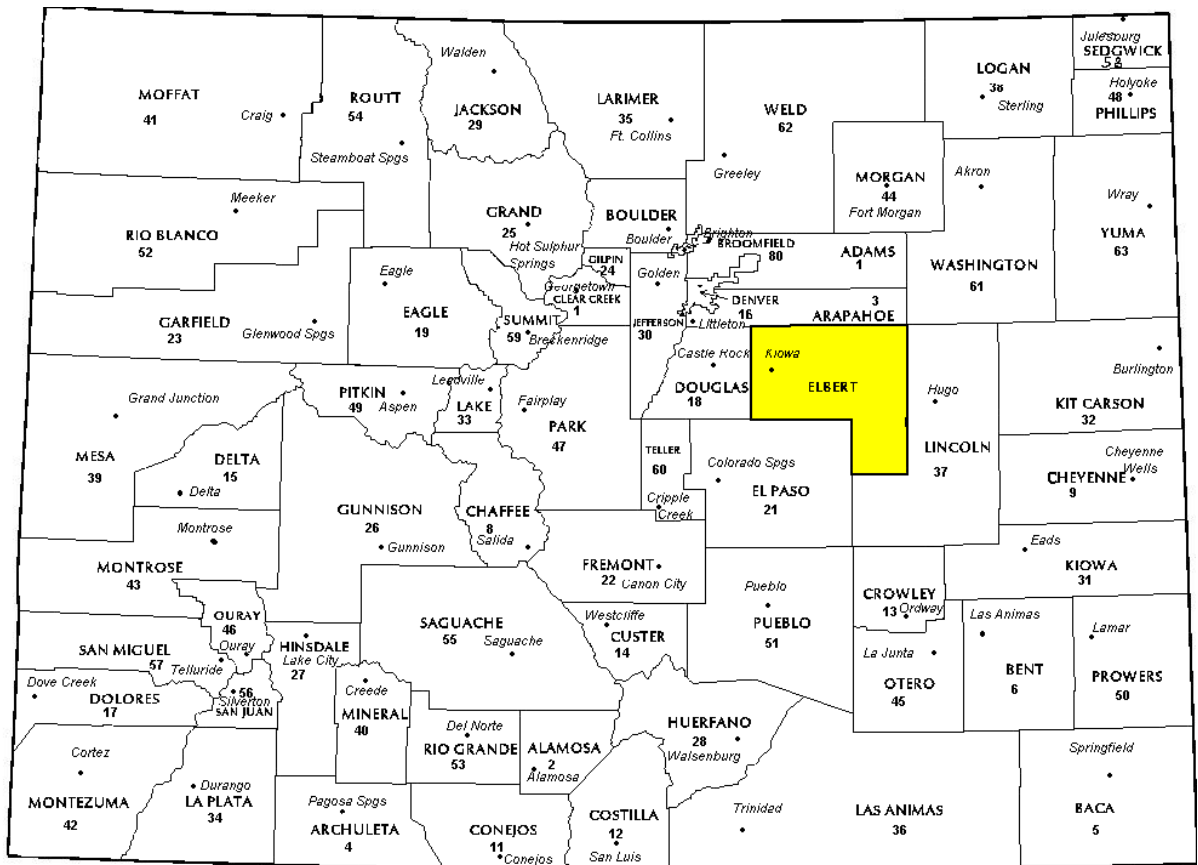 Julesburg
SEDGWICK
58
Walden
LOGAN
38
Sterling
Holyoke
48
PHILLIPS
MOFFAT
41
Craig
ROUTT
54
Steamboat Spgs
JACKSON
29
LARIMER
35
Ft. Collins
WELD
62
Greeley
MORGAN
44
Fort Morgan
Akron
Wray
YUMA
63
Meeker
RIO BLANCO
52
GRAND
25
Hot Sulphur
Springs
BOULDER
Boulder
Brighton
BROOMFIELD
80
ADAMS
1
WASHINGTON
61
GILPIN
24
Golden
Eagle
EAGLE
19
Georgetown
CLEAR CREEK
1
DENVER
16
3
ARAPAHOE
GARFIELD
23
Glenwood Spgs
SUMMIT
59
Breckenridge
JEFFERSON
30
Littleton
Castle Rock
DOUGLAS
18
Kiowa
ELBERT
Hugo
LINCOLN
37
Burlington
KIT CARSON
32
Grand Junction
MESA
39
PITKIN
49
Aspen
Leadville
LAKE
33
Fairplay
PARK
47
DELTA
15
Delta
TELLER
60
Cripple
Creek
Colorado Spgs
EL PASO
21
Cheyenne
Wells
CHEYENNE
9
GUNNISON
26
Gunnison
CHAFFEE
8
Salida
Montrose
MONTROSE
43
FREMONT
22
Canon City
Pueblo
PUEBLO
51
CROWLEY
13
Ordway
Eads
KIOWA
31
OURAY
46
Ouray
HINSDALE
Lake City
27
SAGUACHE
55
Saguache
Westcliffe
CUSTER
14
Las Animas
BENT
6
Lamar
PROWERS
50
SAN MIGUEL
57
Telluride
La Junta
OTERO
45
Dove Creek
DOLORES
17
56
Silverton
SAN JUAN
Creede
MINERAL
40
Del Norte
RIO GRANDE
53
ALAMOSA
2
Alamosa
HUERFANO
28
Walsenburg
Cortez
MONTEZUMA
42
Durango
LA PLATA
34
Pagosa Spgs
ARCHULETA
4
CONEJOS
11
Conejos
COSTILLA
12
San Luis
Trinidad
LAS ANIMAS
36
Springfield
BACA
5